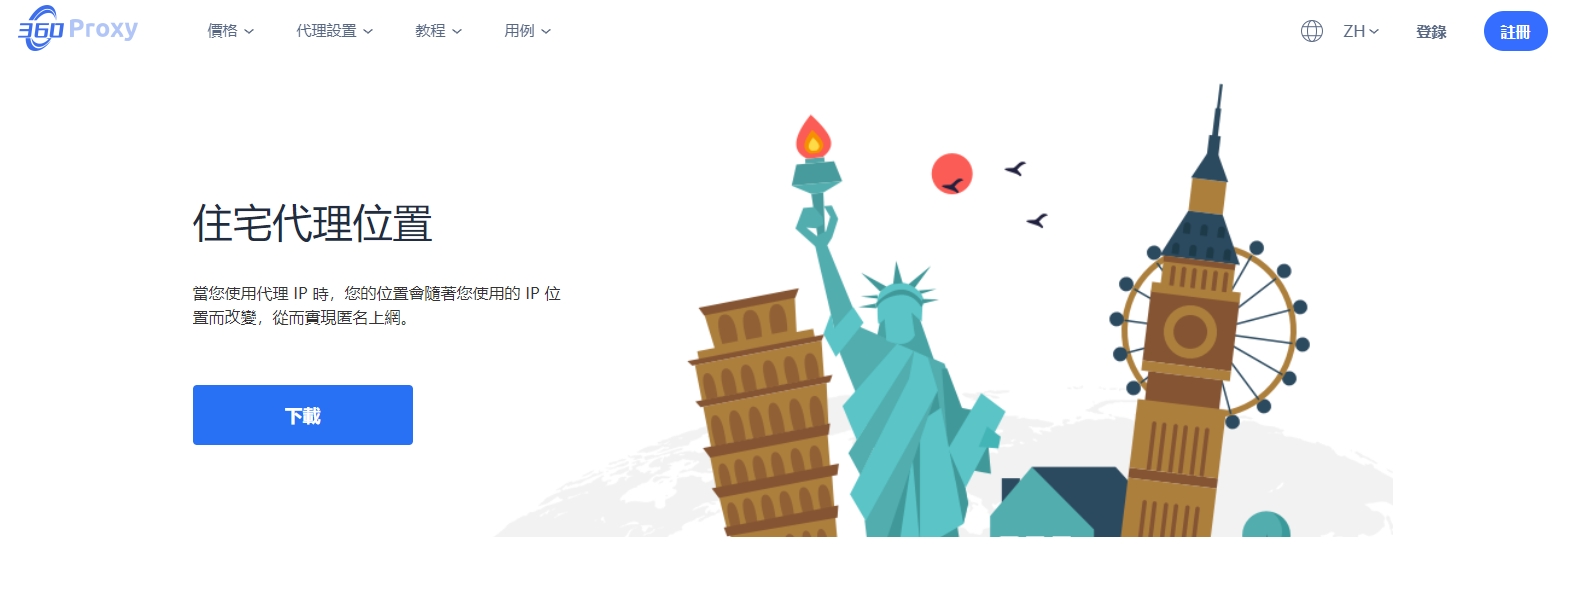 360 Proxy
價格
代理設置
教程
用例
ZH
登錄
註冊
住宅代理位置
當您使用代理 IP 時，您的位置會隨著您使用的 IP 位
置而改變，從而實現匿名上網。
下載